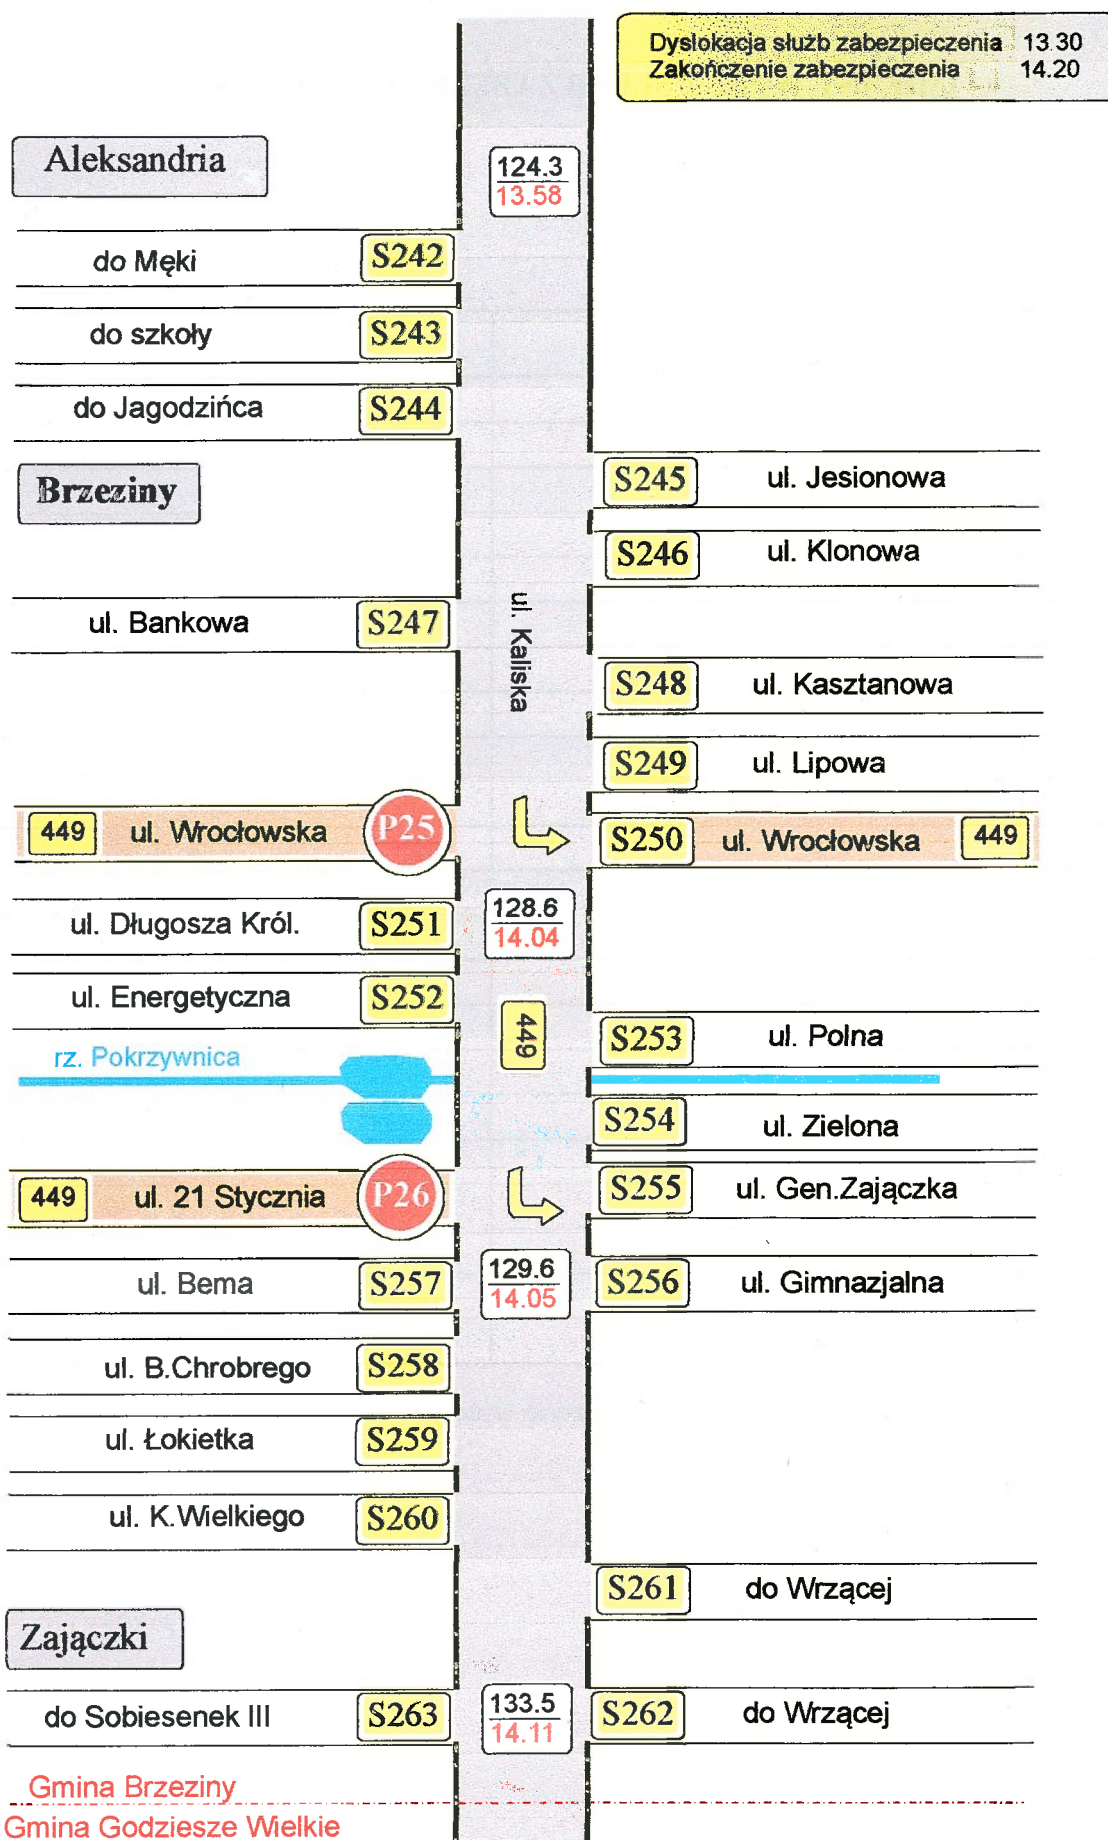 Dyslokacja służb zabezpieczenia 13.30
Zakończenie zabezpieczenia 14.20
Aleksandria
124.3
13.58
do Męki S242
do szkoły S243
do Jagodzińca S244
Brzeziny
S245 ul. Jesionowa
S246 ul. Klonowa
ul. Kaliska
ul. Bankowa S247
S248 ul. Kasztanowa
S249 ul. Lipowa
449 ul. Wrocłowska P25
S250 ul. Wrocłowska 449
ul. Długosza Król. S251
128.6
14.04
ul. Energetyczna S252
449
S253 ul. Polna
rz. Pokrzywnica
S254 ul. Zielona
449 ul. 21 Stycznia P26
S255 ul. Gen.Zajączka
ul. Bema S257
129.6
14.05
S256 ul. Gimnazjalna
ul. B.Chrobrego S258
ul. Łokietka S259
ul. K.Wielkiego S260
S261 do Wrzącej
Zajączki
do Sobiesenek III S263
133.5
14.11
S262 do Wrzącej
Gmina Brzeziny
Gmina Godziesze Wielkie